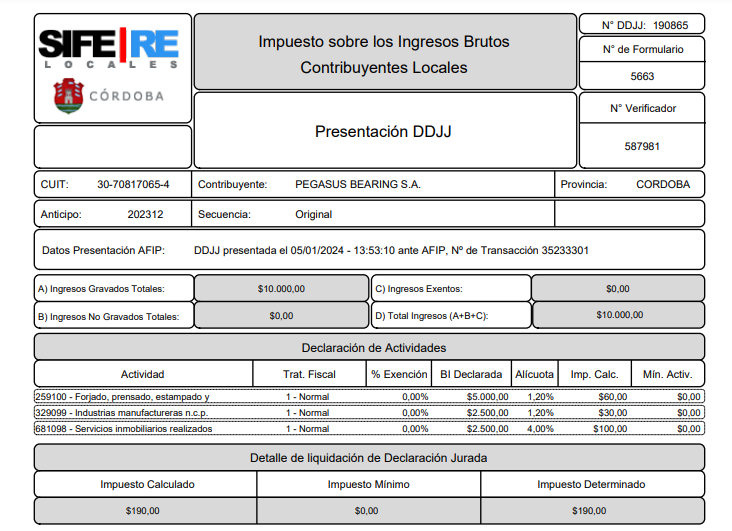 SIFE|RE
LOCALES
CÓRDOBA
Impuesto sobre los Ingresos Brutos
Contribuyentes Locales
N° DDJJ: 190865
N° de Formulario
5663
Presentación DDJJ
N° Verificador
587981
CUIT: 30-70817065-4 Contribuyente: PEGASUS BEARING S.A. Provincia: CORDOBA
Anticipo: 202312 Secuencia: Original
Datos Presentación AFIP: DDJJ presentada el 05/01/2024 - 13:53:10 ante AFIP, Nº de Transacción 35233301
A) Ingresos Gravados Totales: $10.000,00 C) Ingresos Exentos: $0,00
B) Ingresos No Gravados Totales: $0,00 D) Total Ingresos (A+B+C): $10.000,00
Declaración de Actividades
Actividad Trat. Fiscal % Exención BI Declarada Alícuota Imp. Calc. Mín. Activ.
259100 - Forjado, prensado, estampado y 1 - Normal 0,00% $5.000,00 1,20% $60,00 $0,00
329099 - Industrias manufactureras n.c.p. 1 - Normal 0,00% $2.500,00 1,20% $30,00 $0,00
681098 - Servicios inmobiliarios realizados 1 - Normal 0,00% $2.500,00 4,00% $100,00 $0,00
Detalle de liquidación de Declaración Jurada
Impuesto Calculado Impuesto Mínimo Impuesto Determinado
$190,00 $0,00 $190,00